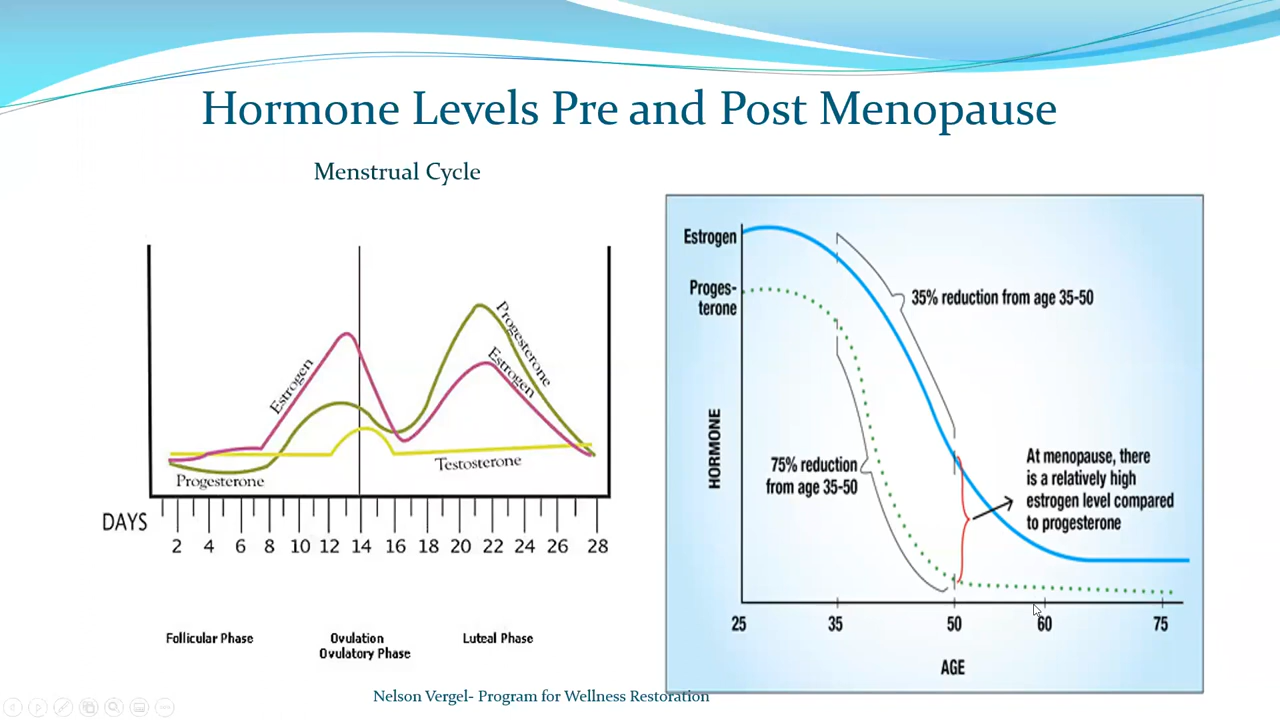 Hormone Levels Pre and Post Menopause
Menstrual Cycle
Estrogen
Progesterone
Estrogen
Progesterone
Testosterone
DAYS
2 4 6 8 10 12 14 16 18 20 22 24 26 28
Follicular Phase
Ovulation
Ovulatory Phase
Luteal Phase
Estrogen
Proges-
terone
35% reduction from age 35-50
HORMONE
75% reduction
from age 35-50
At menopause, there
is a relatively high
estrogen level compared
to progesterone
25 35 50 60 75
AGE
Nelson Vergel- Program for Wellness Restoration